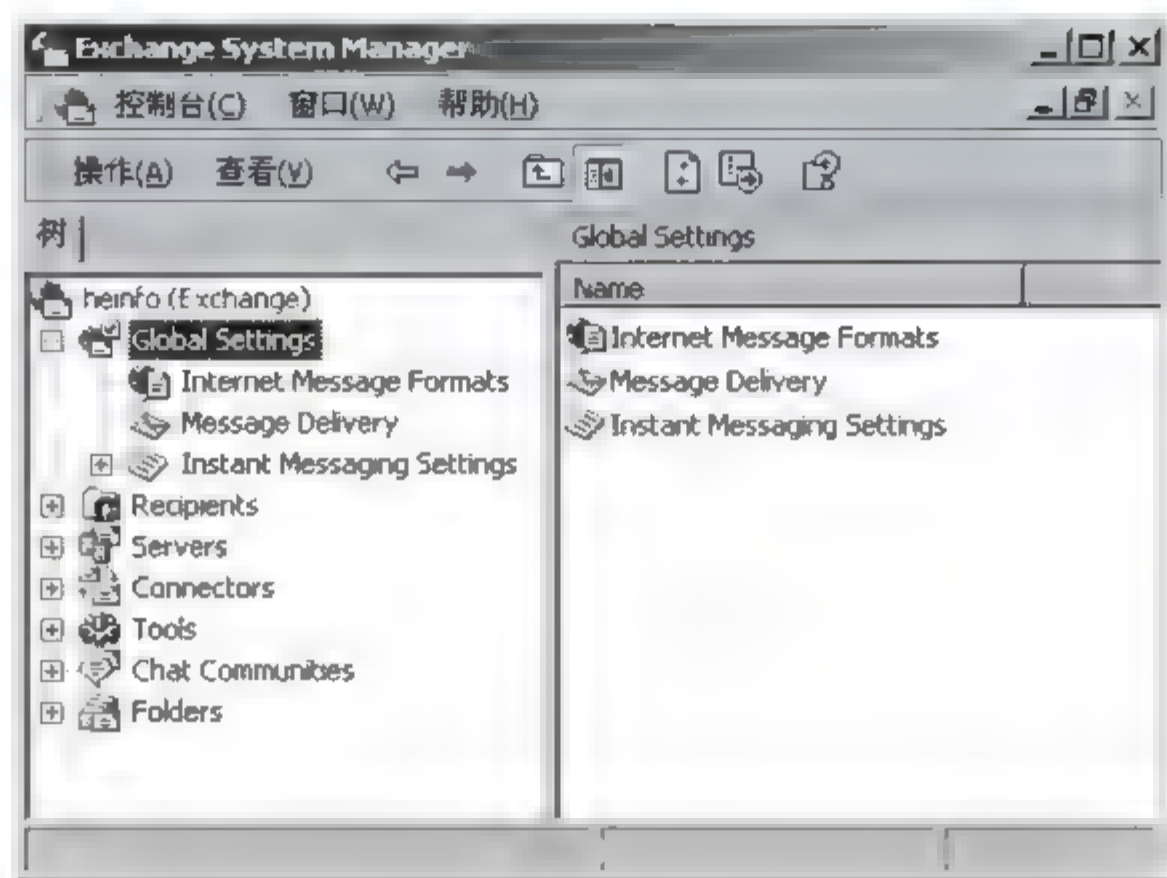 Exchange System Manager
控制台(C) 窗口(W) 帮助(H)
操作(A) 查看(V)
树
Global Settings
heinfo (Exchange)
Global Settings
Internet Message Formats
Message Delivery
Instant Messaging Settings
Recipients
Servers
Connectors
Tools
Chat Communities
Folders
Name
Internet Message Formats
Message Delivery
Instant Messaging Settings